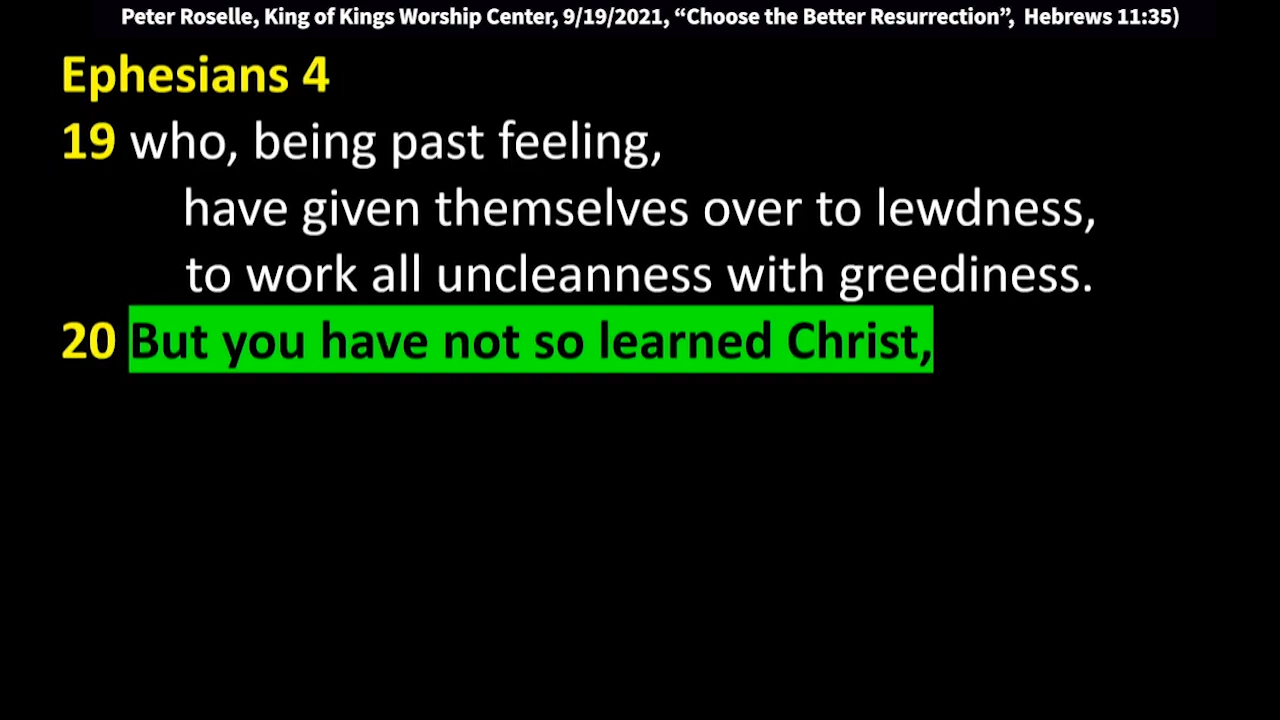 Peter Roselle, King of Kings Worship Center, 9/19/2021, “Choose the Better Resurrection”, Hebrews 11:35)
Ephesians 4
19 who, being past feeling,
have given themselves over to lewdness,
to work all uncleanness with greediness.
20 But you have not so learned Christ,